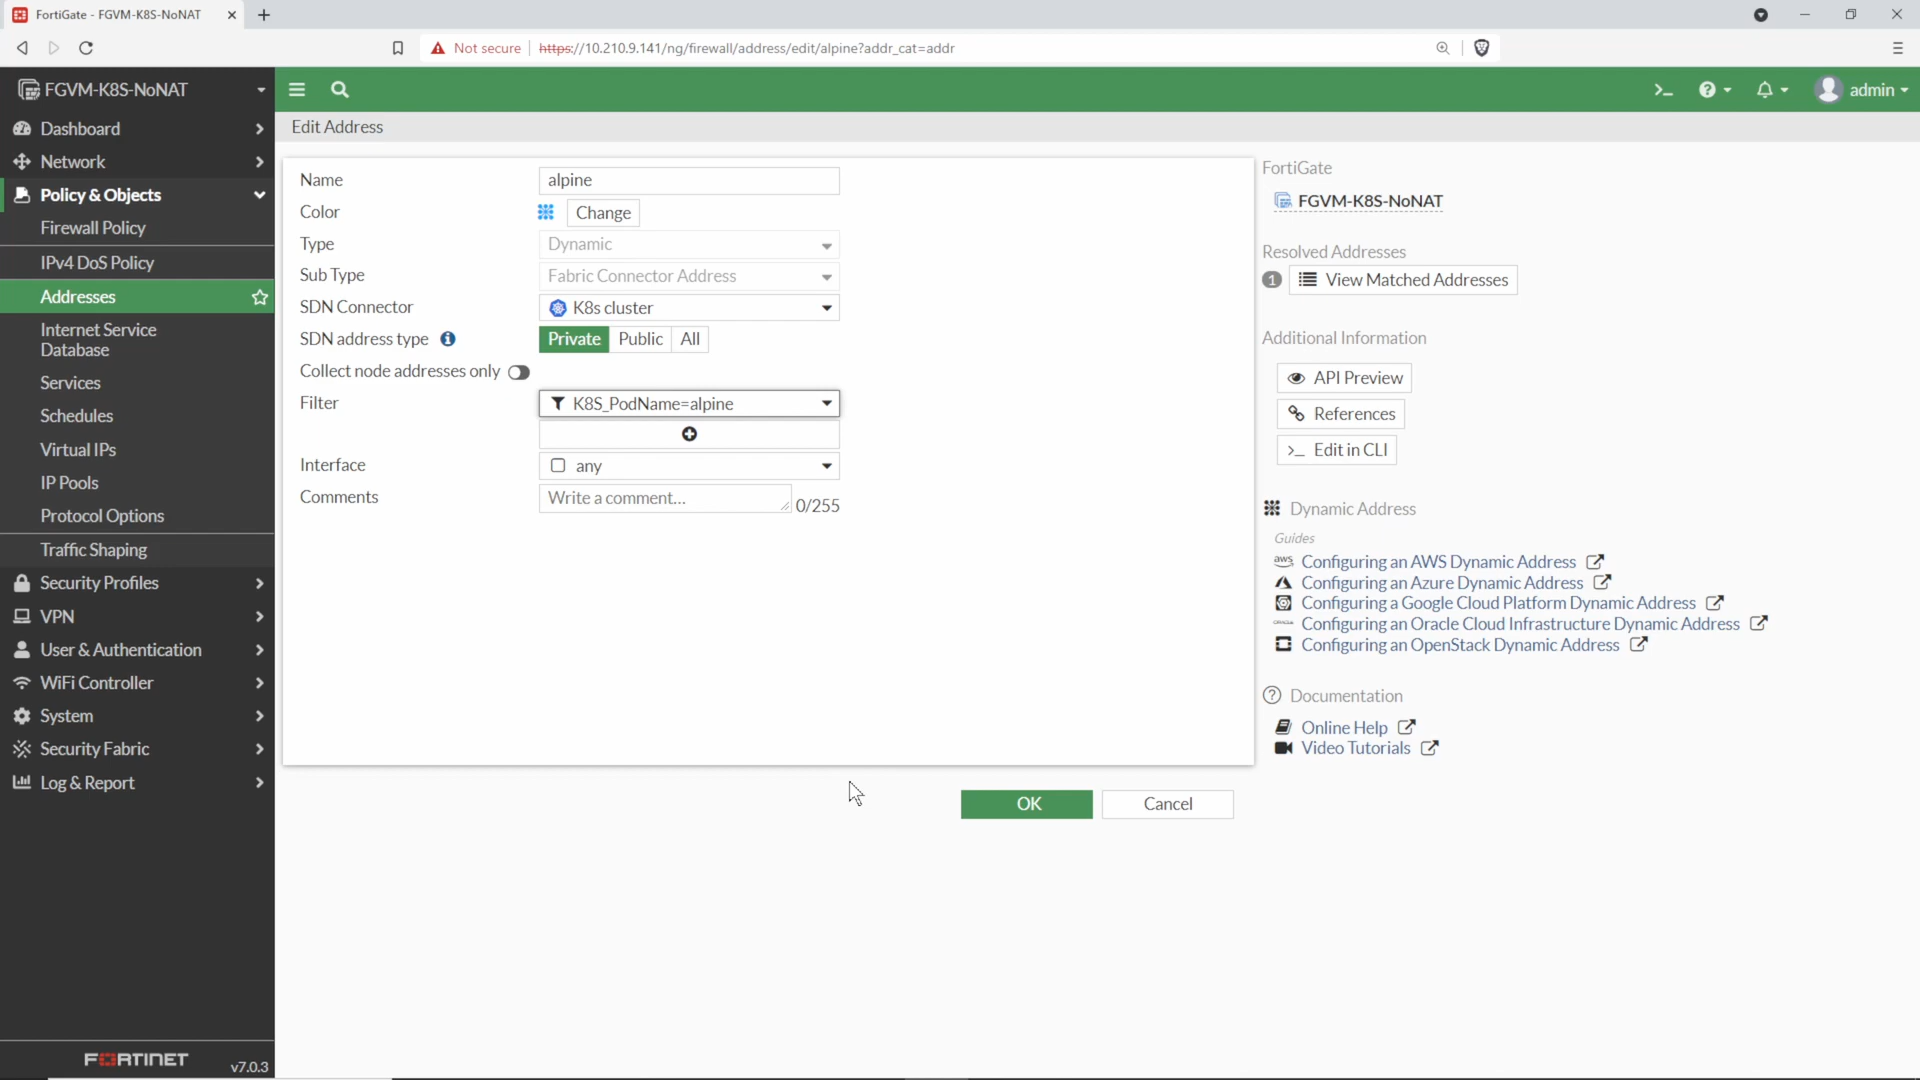 FortiGate - FGVM-K8S-NoNAT
Not secure
https://10.210.9.141/ng/firewall/address/edit/alpine?addr_cat=addr
FGVM-K8S-NoNAT
admin
Dashboard
Network
Policy & Objects
Firewall Policy
IPv4 DoS Policy
Addresses
Internet Service
Database
Services
Schedules
Virtual IPs
IP Pools
Protocol Options
Traffic Shaping
Security Profiles
VPN
User & Authentication
WiFi Controller
System
Security Fabric
Log & Report
FORTINET
v7.0.3
Edit Address
Name alpine
Color Change
Type Dynamic
Sub Type Fabric Connector Address
SDN Connector K8s cluster
SDN address type Private Public All
Collect node addresses only
Filter K8S_PodName=alpine
Interface any
Comments Write a comment... 0/255
OK Cancel
FortiGate
FGVM-K8S-NoNAT
Resolved Addresses
1 View Matched Addresses
Additional Information
API Preview
References
>_ Edit in CLI
Dynamic Address
Guides
aws Configuring an AWS Dynamic Address
Configuring an Azure Dynamic Address
Configuring a Google Cloud Platform Dynamic Address
ORACLE Configuring an Oracle Cloud Infrastructure Dynamic Address
Configuring an OpenStack Dynamic Address
Documentation
Online Help
Video Tutorials